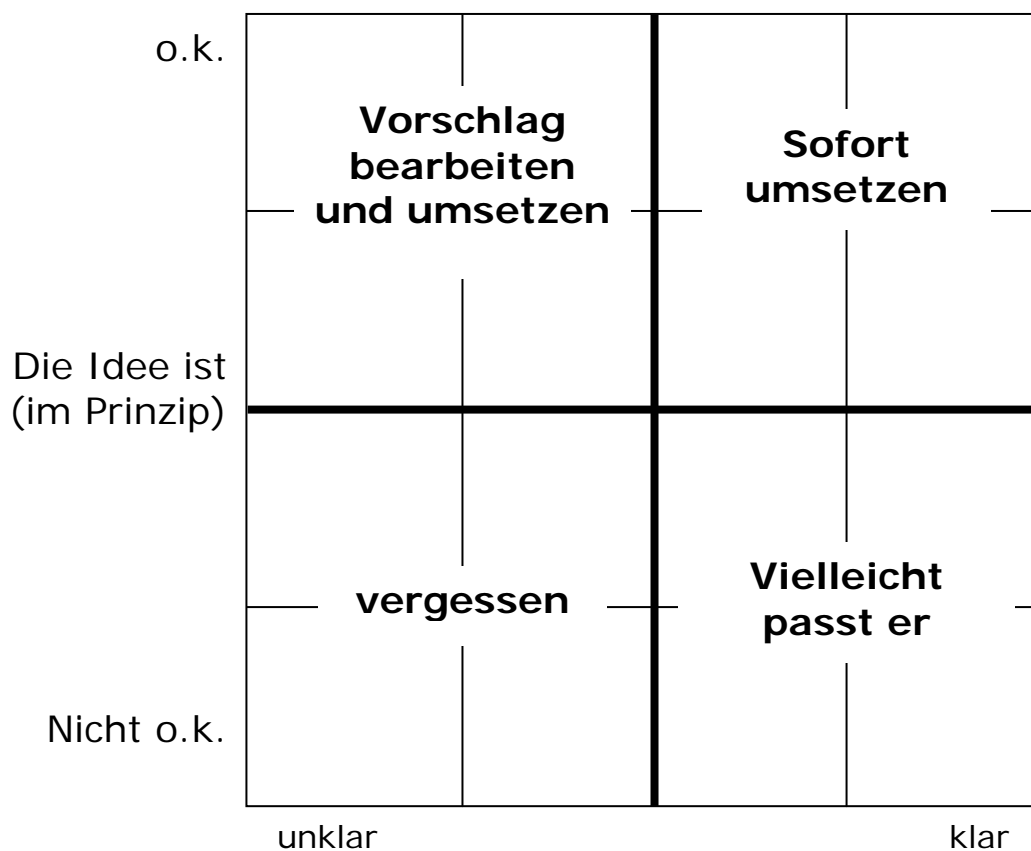 o.k.
Vorschlag
bearbeiten
und umsetzen
Sofort
umsetzen
Die Idee ist
(im Prinzip)
vergessen
Vielleicht
passt er
Nicht o.k.
unklar
klar